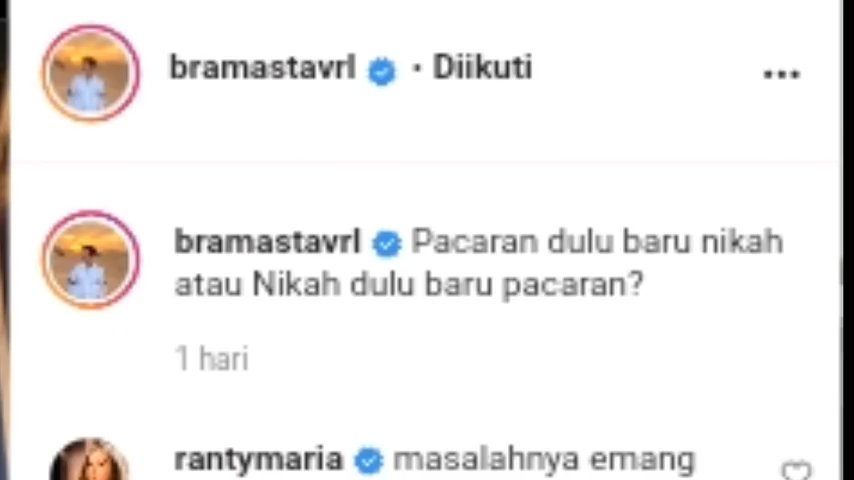 bramastavrl • Diikuti
bramastavrl Pacaran dulu baru nikah
atau Nikah dulu baru pacaran?
1 hari
rantymaria masalahnya emang